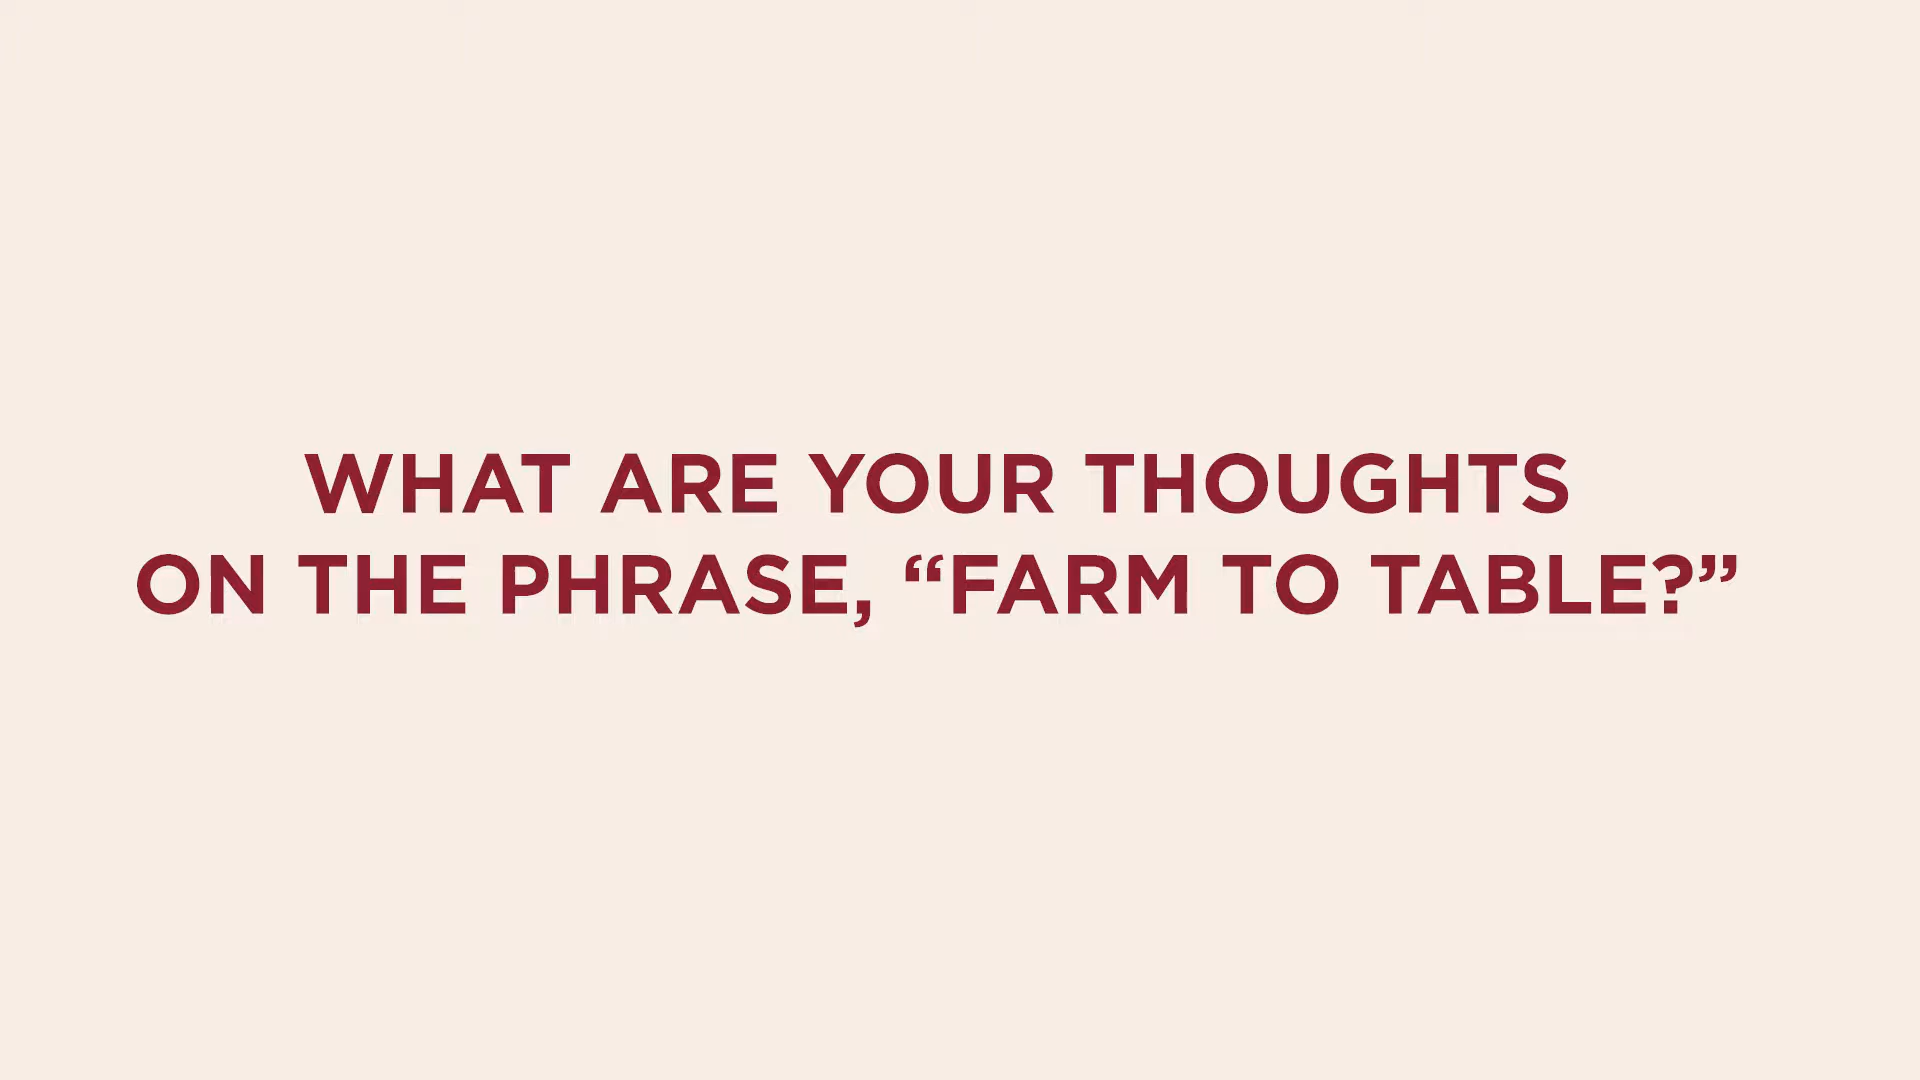 WHAT ARE YOUR THOUGHTS
ON THE PHRASE, “FARM TO TABLE?”